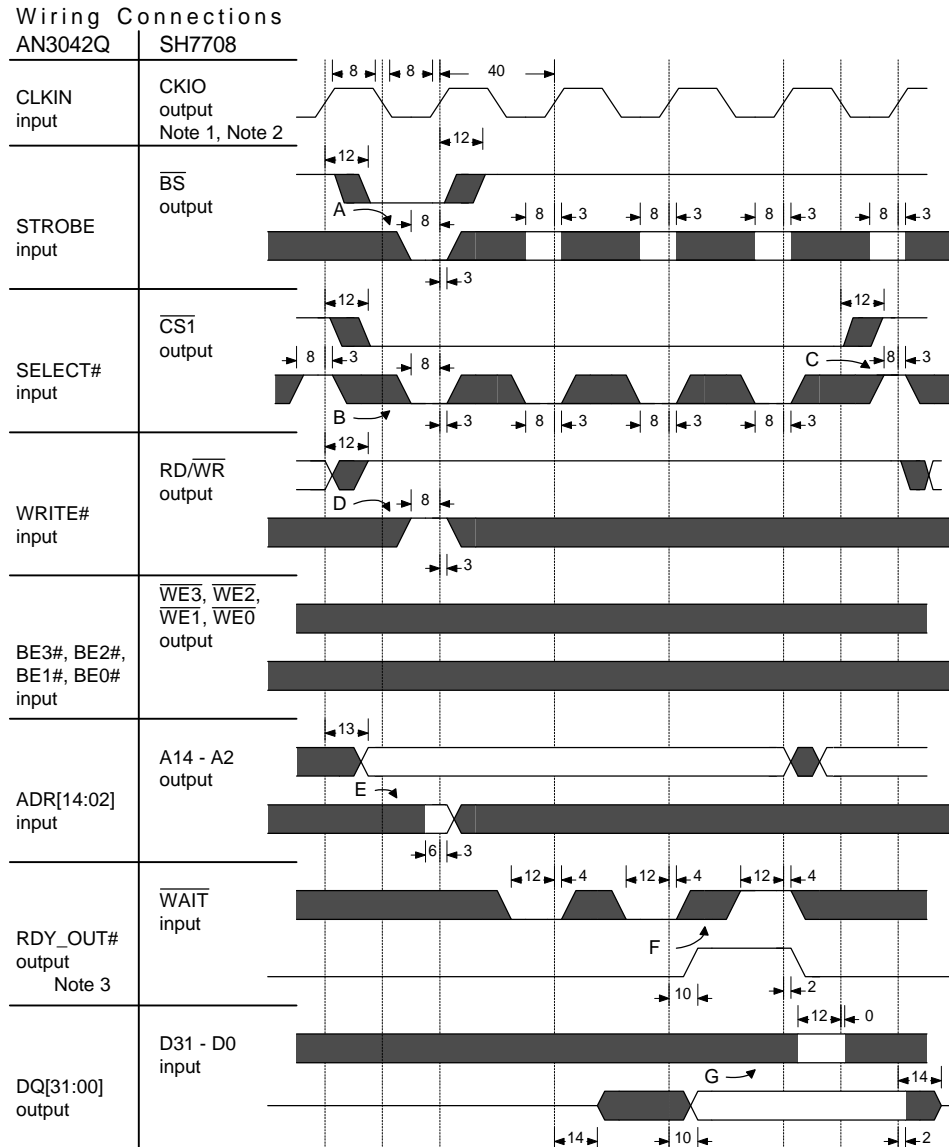 Wiring Connections
AN3042Q SH7708
8 8 40
CLKIN
input
CKIO
output
Note 1, Note 2
12
12
BS
output
A
8 8 3 8 3 8 3 8 3
STROBE
input
3
12 12
CS1
output
C
8 3 8 8 3
SELECT#
input
B
3 8 3 8 3 8 3
12
RD/WR
output
D 8
WRITE#
input
3
WE3, WE2,
WE1, WE0
output
BE3#, BE2#,
BE1#, BE0#
input
13
A14 - A2
output
E
ADR[14:02]
input
6 3
12 4 12 4 12 4
WAIT
input
F
RDY_OUT#
output
Note 3
10 2
12 0
D31 - D0
input
G
14
DQ[31:00]
output
14 10 2